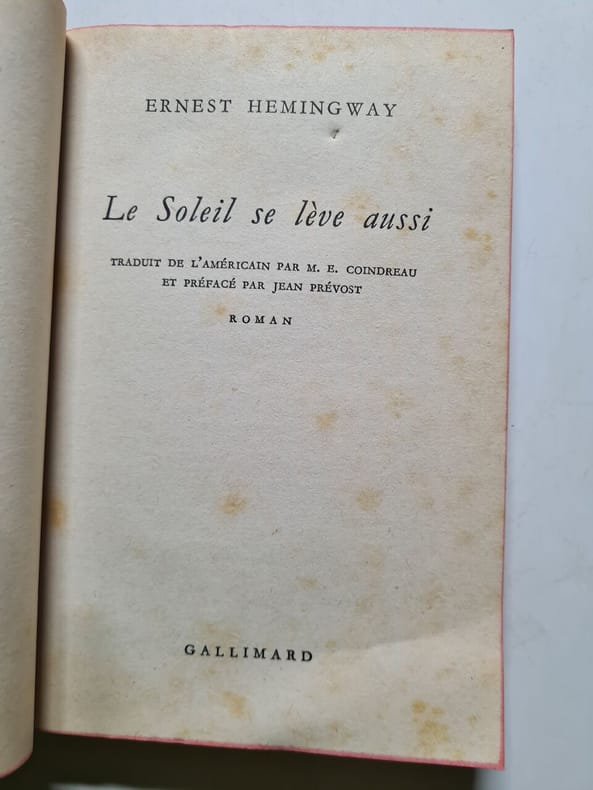 ERNEST HEMINGWAY
Le Soleil se lève aussi
TRADUIT DE L'AMÉRICAIN PAR M. E. COINDREAU
ET PRÉFACÉ PAR JEAN PRÉVOST
ROMAN
GALLIMARD